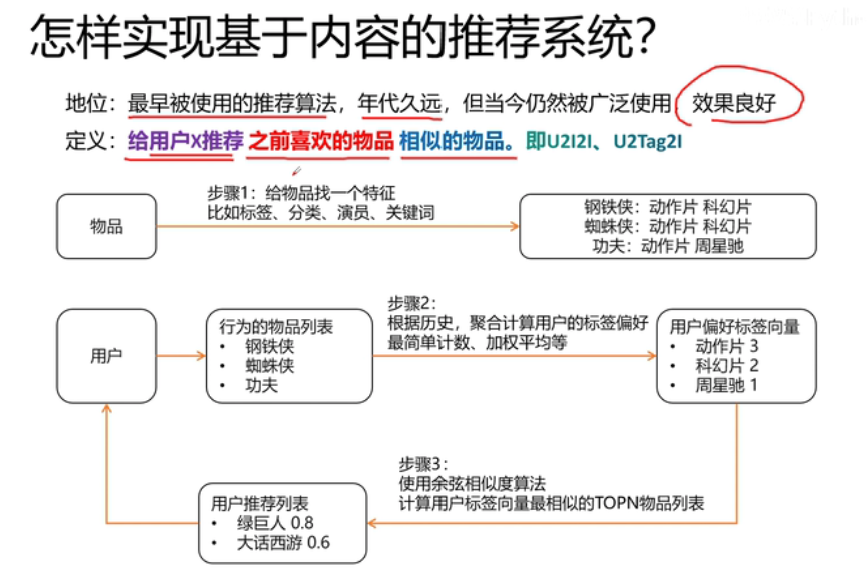 怎样实现基于内容的推荐系统？
地位：最早被使用的推荐算法，年代久远，但当今仍然被广泛使用，效果良好
定义：给用户X推荐 之前喜欢的物品 相似的物品。即U2I2I、U2Tag2I
物品
步骤1：给物品找一个特征
比如标签、分类、演员、关键词
钢铁侠：动作片 科幻片
蜘蛛侠：动作片 科幻片
功夫：动作片 周星驰
用户
行为的物品列表
• 钢铁侠
• 蜘蛛侠
• 功夫
步骤2：
根据历史，聚合计算用户的标签偏好
最简单计数、加权平均等
用户偏好标签向量
• 动作片 3
• 科幻片 2
• 周星驰 1
步骤3：
使用余弦相似度算法
计算用户标签向量最相似的TOPN物品列表
用户推荐列表
• 绿巨人 0.8
• 大话西游 0.6